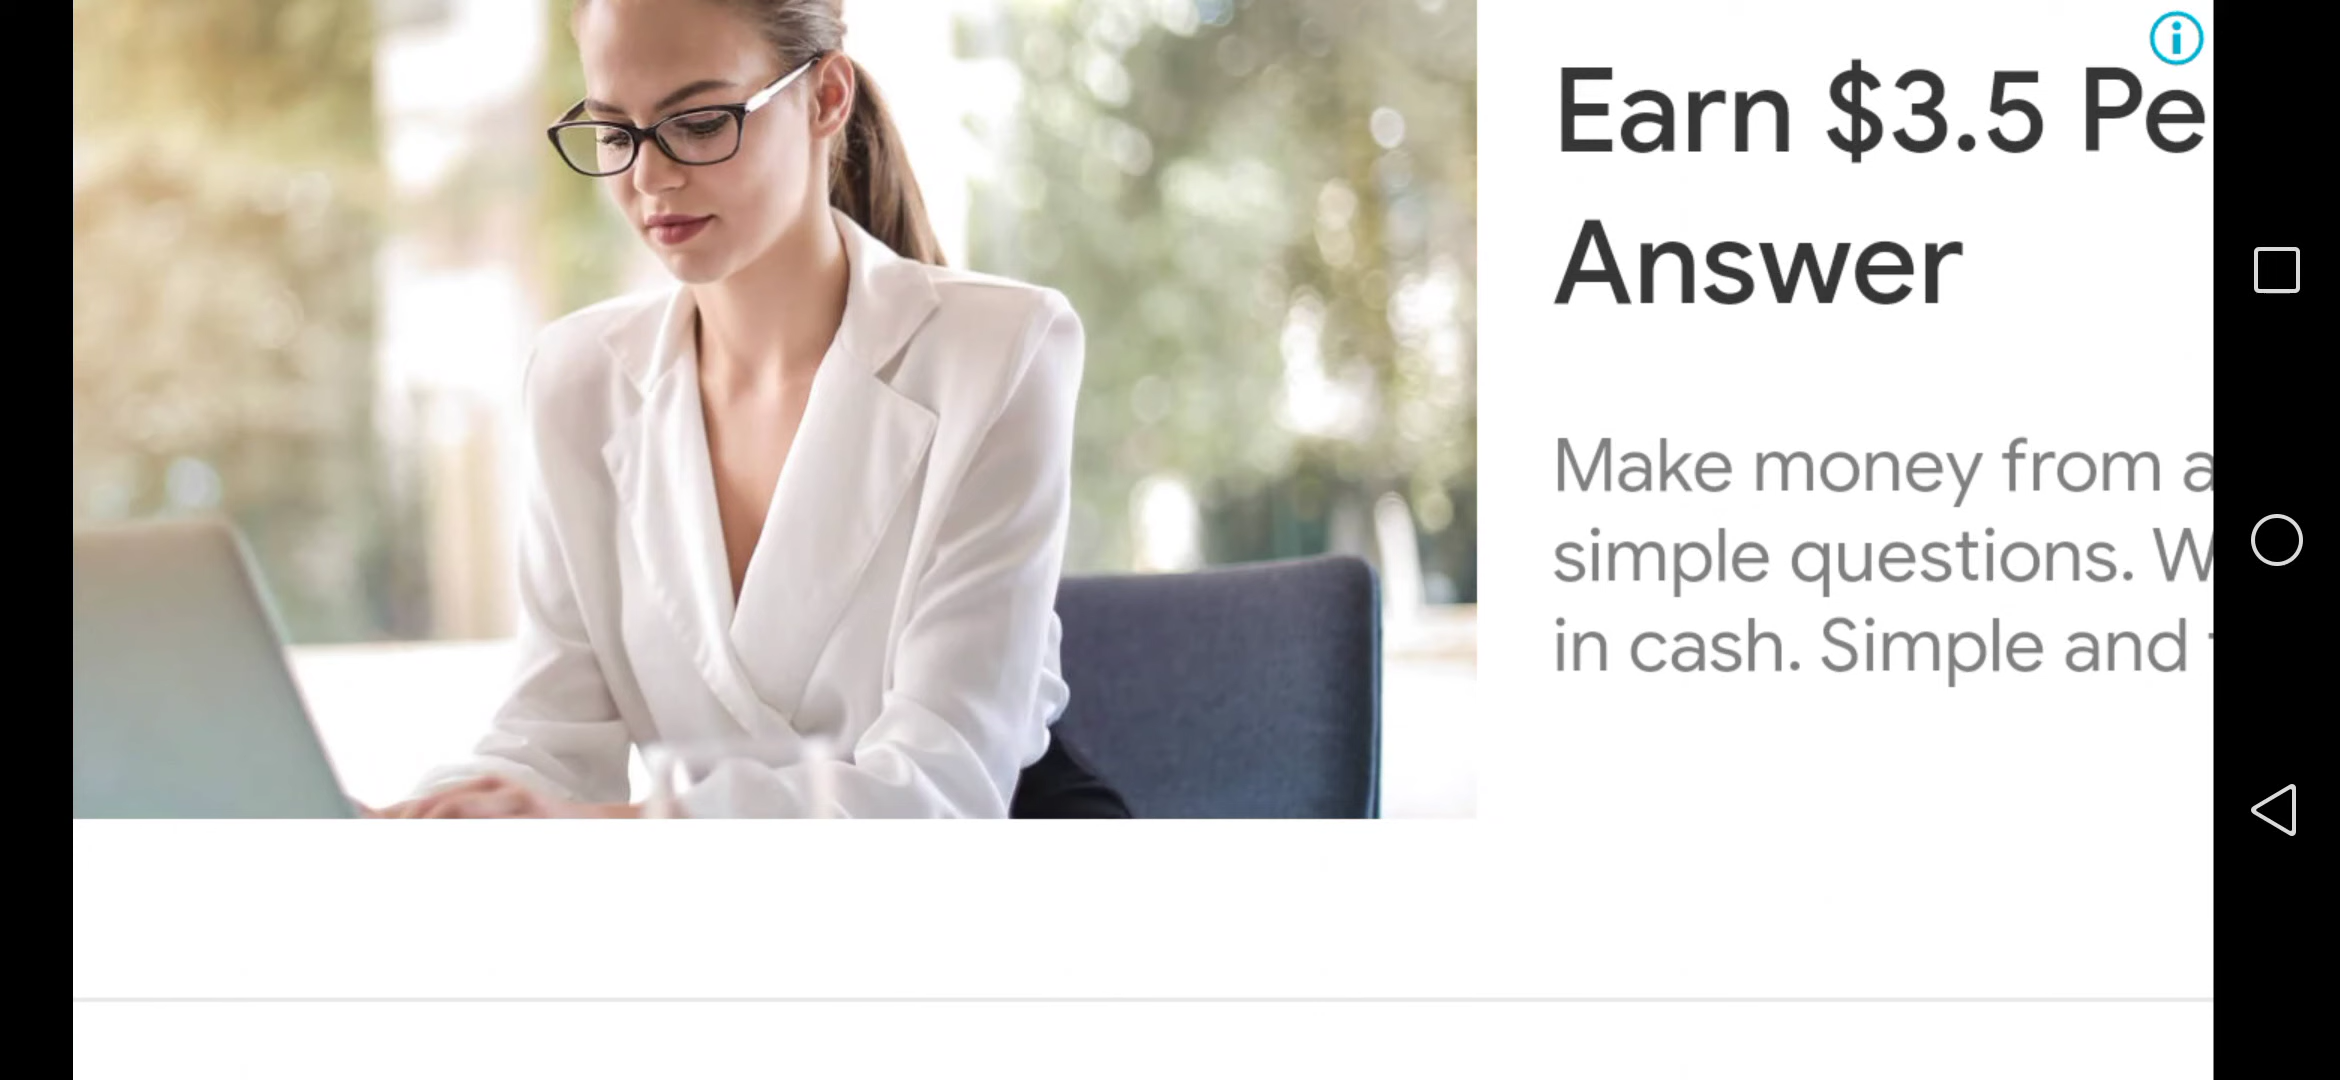 Earn $3.5 Pe
Answer
Make money from a
simple questions. W
in cash. Simple and